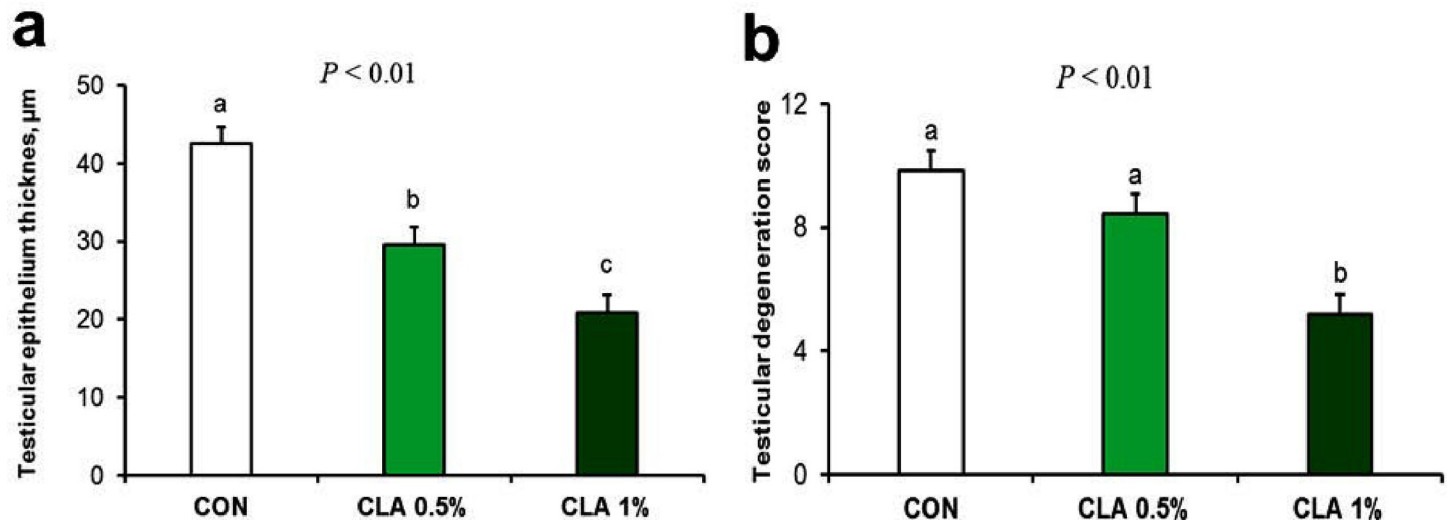 a
P < 0.01
Testicular epithelium thicknes, µm
50
40
30
20
10
0
a
b
c
CON
CLA 0.5%
CLA 1%
b
P < 0.01
Testicular degeneration score
12
8
4
0
a
a
b
CON
CLA 0.5%
CLA 1%